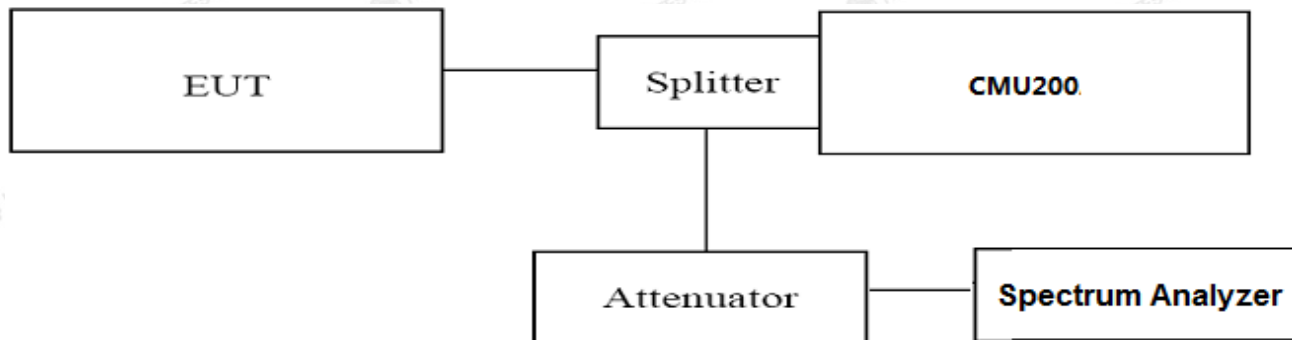 EUT
Splitter
CMU200
Attenuator
Spectrum Analyzer